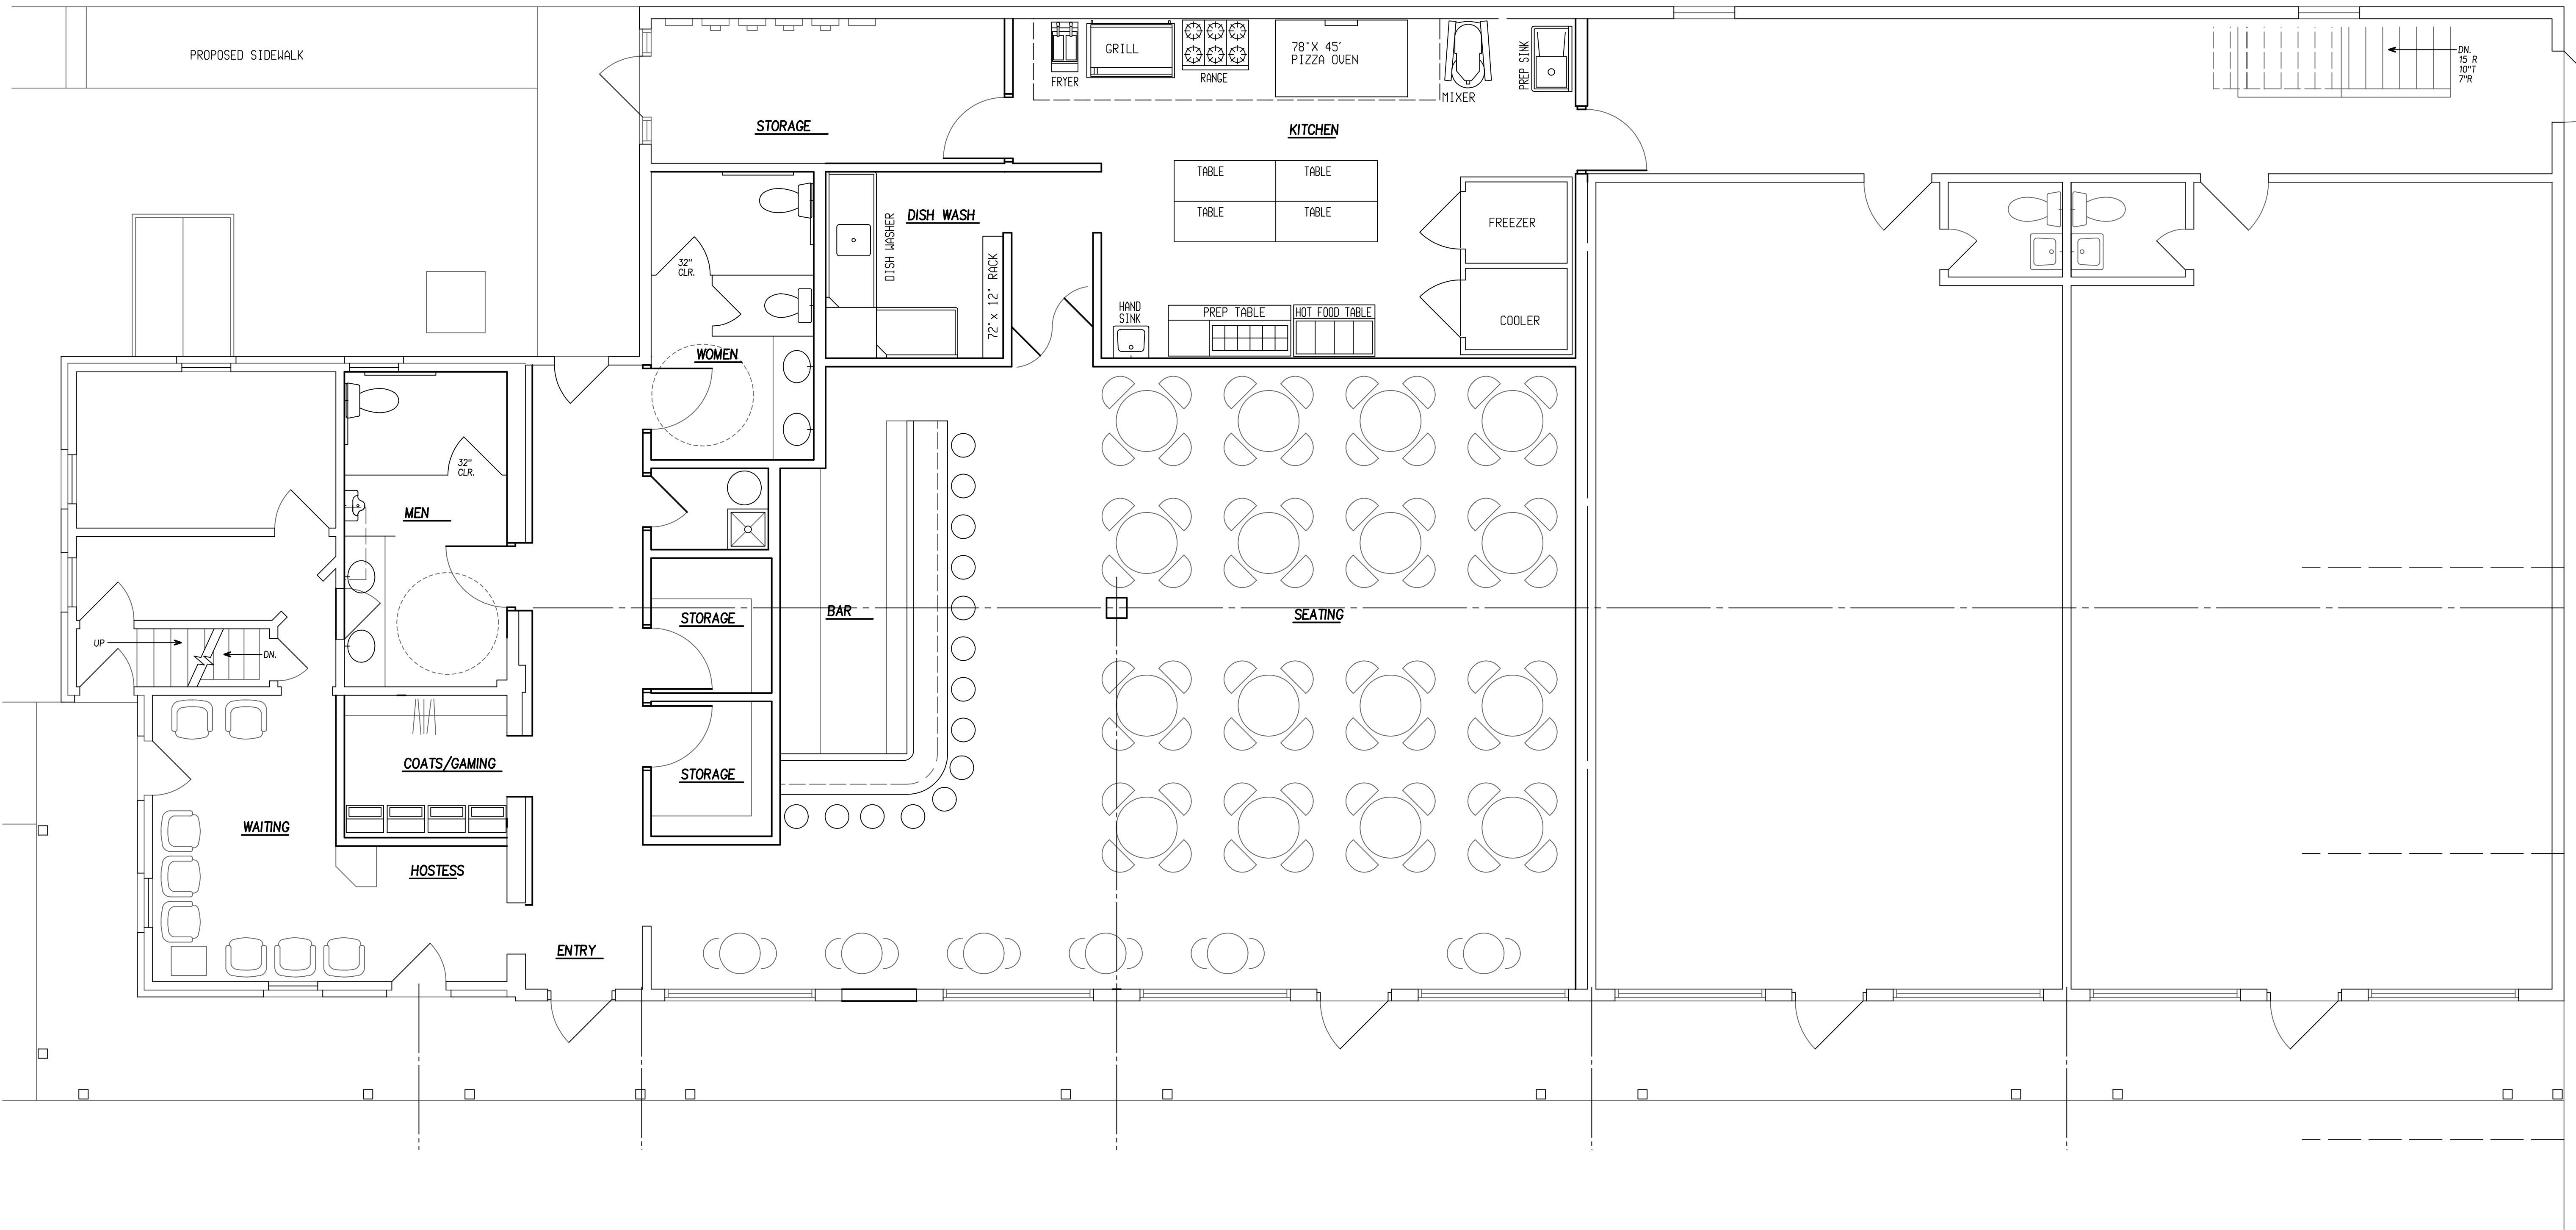 PROPOSED SIDEWALK
GRILL
FRYER
RANGE
78"X 45'
PIZZA OVEN
MIXER
PREP SINK
DN.
15 R
10"T
7"R
STORAGE
KITCHEN
TABLE
TABLE
TABLE
TABLE
DISH WASH
DISH WASHER
72"x 12" RACK
FREEZER
COOLER
32"
CLR.
HAND
SINK
PREP TABLE
HOT FOOD TABLE
WOMEN
32"
CLR.
MEN
STORAGE
BAR
SEATING
UP
DN.
COATS/GAMING
STORAGE
WAITING
HOSTESS
ENTRY